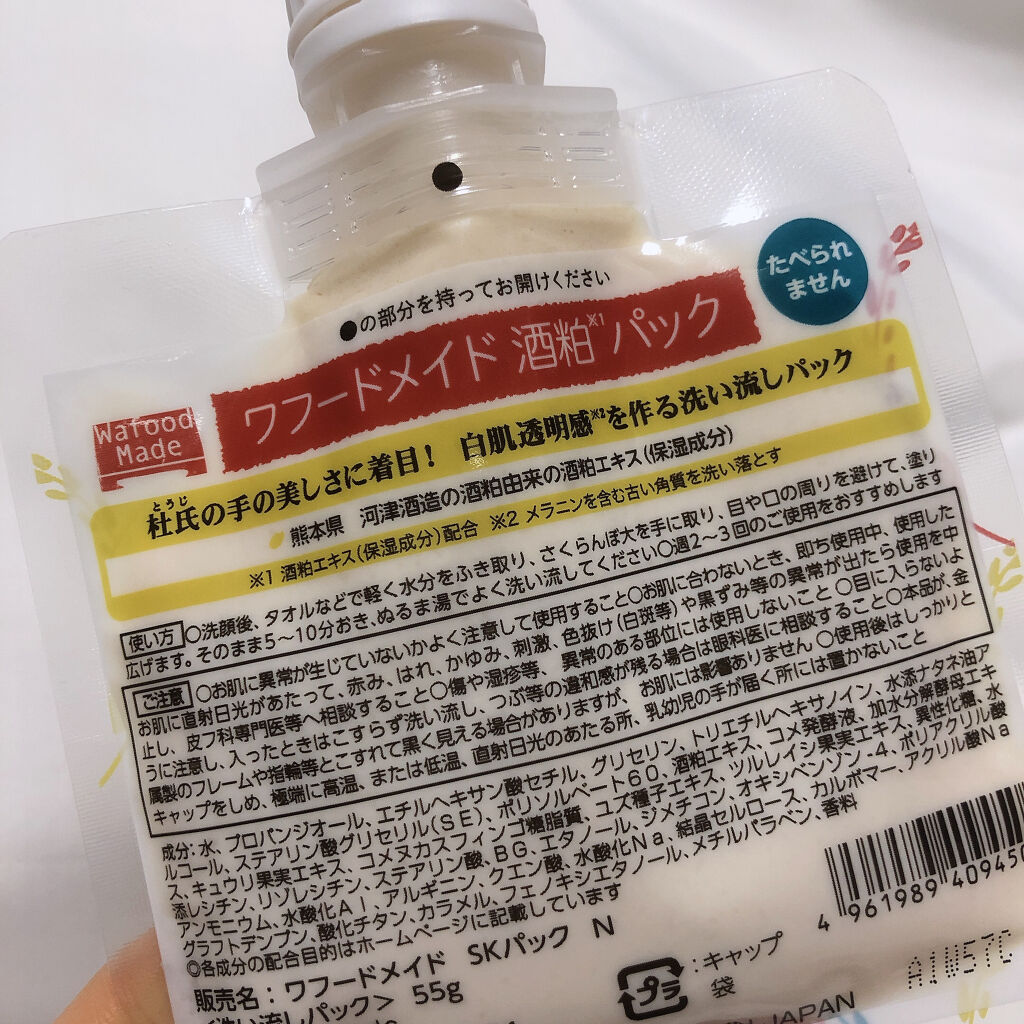 ●の部分を持ってお開けください
たべられ
ません
Wafood
Made
ワフードメイド 酒粕※1 パック
杜氏の手の美しさに着目! 白肌透明感※2を作る洗い流しパック
とうじ
熊本県 河津酒造の酒粕由来の酒粕エキス(保湿成分)
※1 酒粕エキス(保湿成分)配合 ※2 メラニンを含む古い角質を洗い落とす
使い方 ○洗顔後、タオルなどで軽く水分をふき取り、さくらんぼ大を手に取り、目や口の周りを避けて、塗り
広げます。そのまま5～10分おき、ぬるま湯でよく洗い流してください○週2～3回のご使用をおすすめします
ご注意 ○お肌に異常が生じていないかよく注意して使用すること○お肌に合わないとき、即ち使用中、使用した
お肌に直射日光があたって、赤み、はれ、かゆみ、刺激、色抜け(白斑等)や黒ずみ等の異常が出たら使用を中
止し、皮フ科専門医等へ相談すること○傷や湿疹等、異常のある部位には使用しないこと ○目に入らないよ
うに注意し、入ったときはこすらず洗い流し、つぶ等の違和感が残る場合は眼科医に相談すること○本品が、金
属製のフレームや指輪等とこすれて黒く見える場合がありますが、お肌には影響ありません ○使用後はしっかりと
キャップをしめ、極端に高温、または低温、直射日光のあたる所、乳幼児の手が届く所には置かないこと
成分:水、プロパンジオール、エチルヘキサン酸セチル、グリセリン、トリエチルヘキサノイン、水添ナタネ油ア
ルコール、ステアリン酸グリセリル(SE)、ポリソルベート60、酒粕エキス、コメ発酵液、加水分解酵母エキ
ス、キュウリ果実エキス、コメヌカスフィンゴ糖脂質、ユズ種子エキス、ツルレイシ果実エキス、異性化糖、水
添レシチン、リゾレシチン、ステアリン酸、BG、エタノール、ジメチコン、オキシベンゾン-4、ポリアクリル酸
アンモニウム、水酸化Al、アルギニン、クエン酸、水酸化Na、結晶セルロース、カルボマー、アクリル酸Na
グラフトデンプン、酸化チタン、カラメル、フェノキシエタノール、メチルパラベン、香料
◎各成分の配合目的はホームページに記載しています
販売名:ワフードメイド SKパック N
<洗い流しパック> 55g
プラ
:キャップ
袋
4 961989 40945
A1W57C
JAPAN